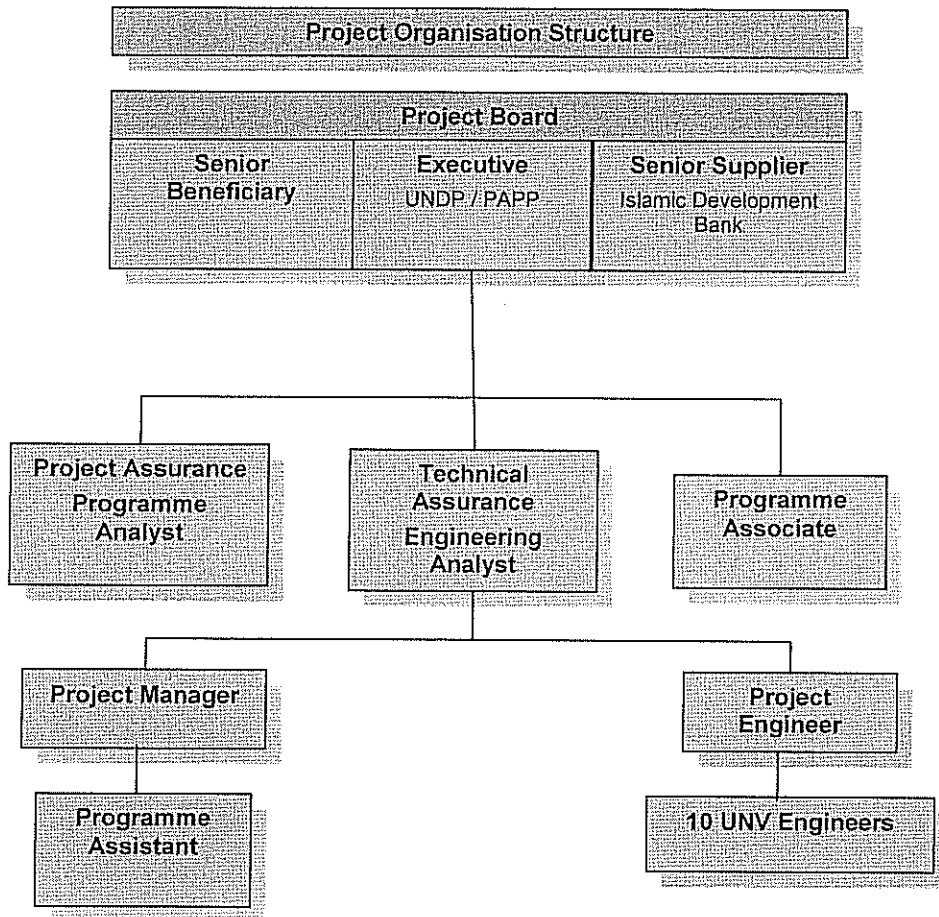 Project Organisation Structure
Project Board
Senior
Beneficiary
Executive
UNDP / PAPP
Senior Supplier
Islamic Development
Bank
Project Assurance
Programme
Analyst
Technical
Assurance
Engineering
Analyst
Programme
Associate
Project Manager
Project
Engineer
Programme
Assistant
10 UNV Engineers